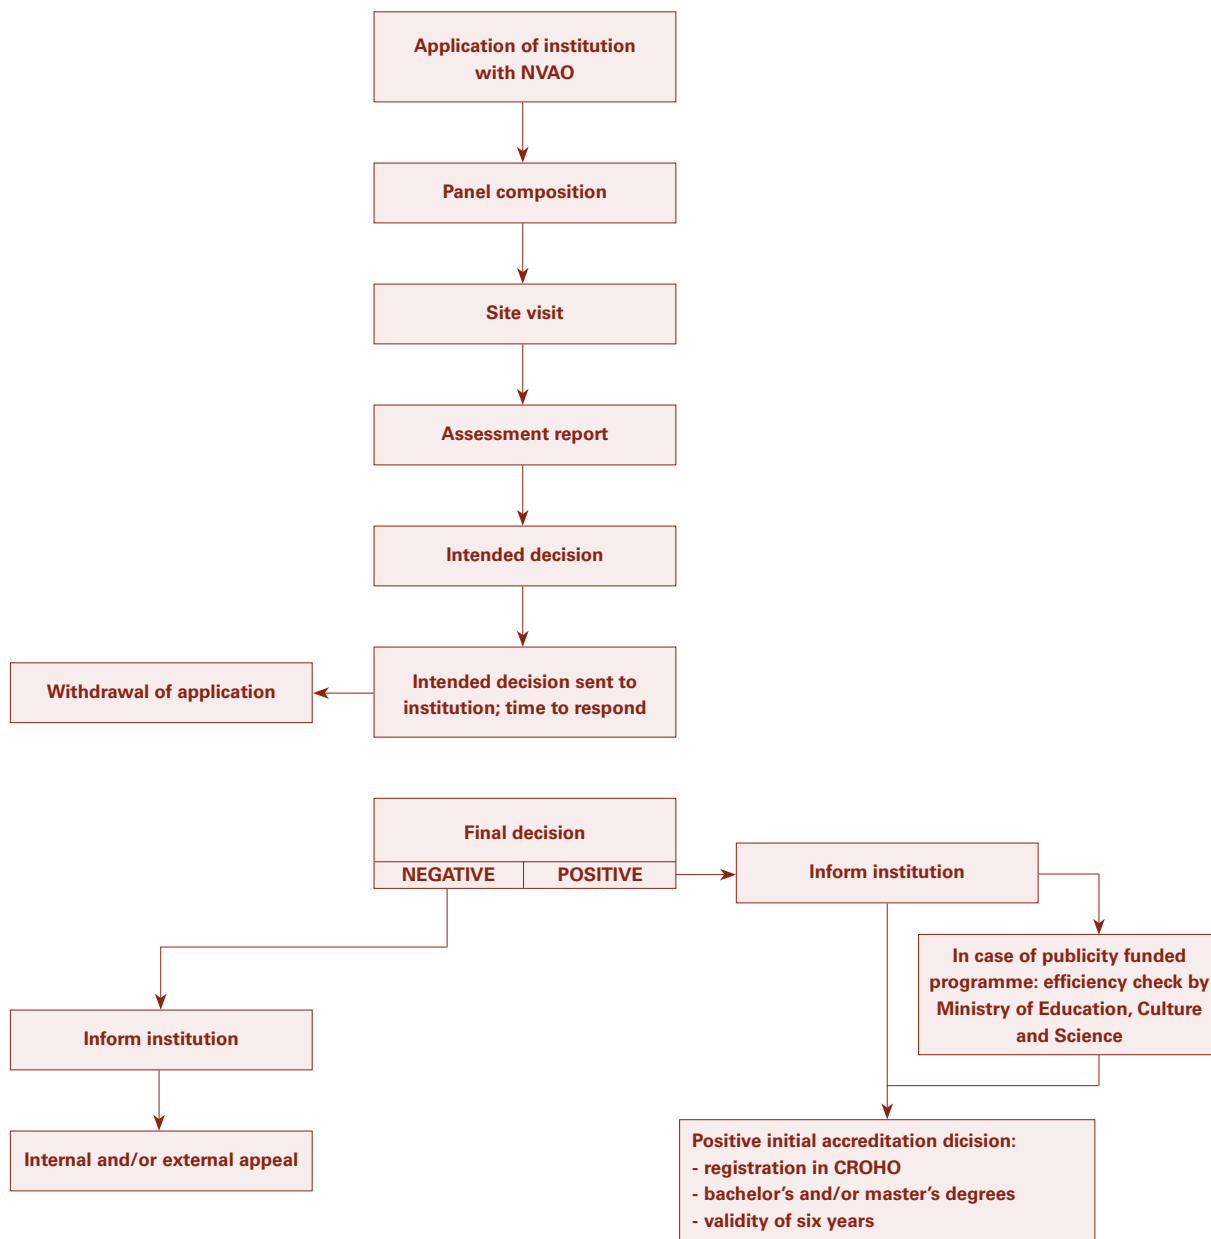 Application of institution
with NVAO
Panel composition
Site visit
Assessment report
Intended decision
Withdrawal of application
Intended decision sent to
institution; time to respond
Final decision
NEGATIVE
POSITIVE
Inform institution
In case of publicity funded
programme: efficiency check by
Ministry of Education, Culture
and Science
Inform institution
Internal and/or external appeal
Positive initial accreditation dicision:
- registration in CROHO
- bachelor’s and/or master’s degrees
- validity of six years